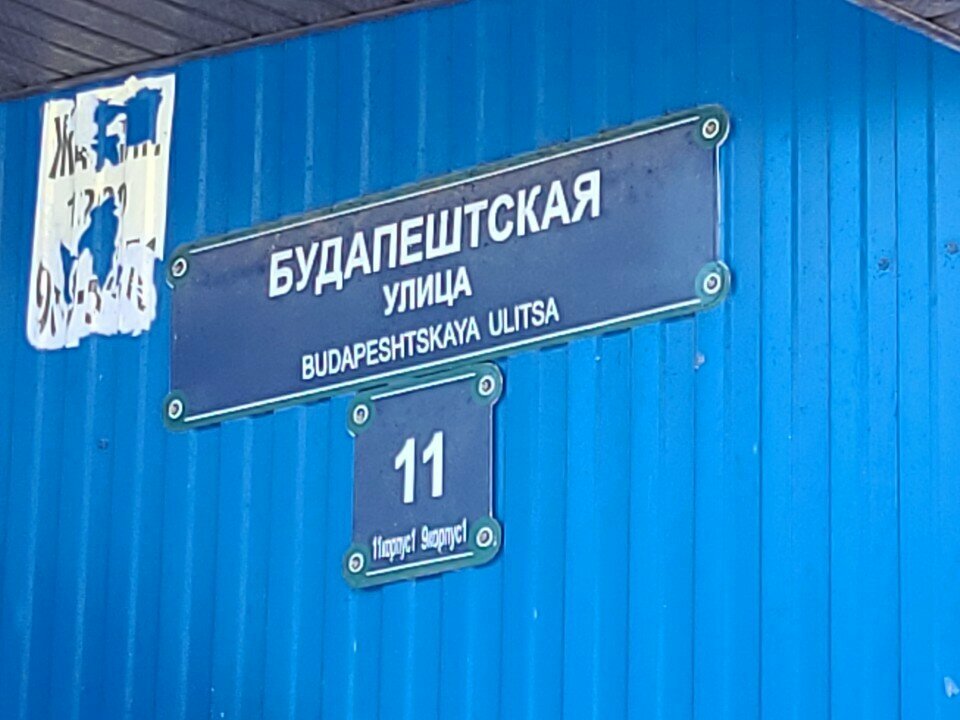 БУДАПЕШТСКАЯ
УЛИЦА
BUDAPESHTSKAYA ULITSA
11
11корпус1 9корпус1